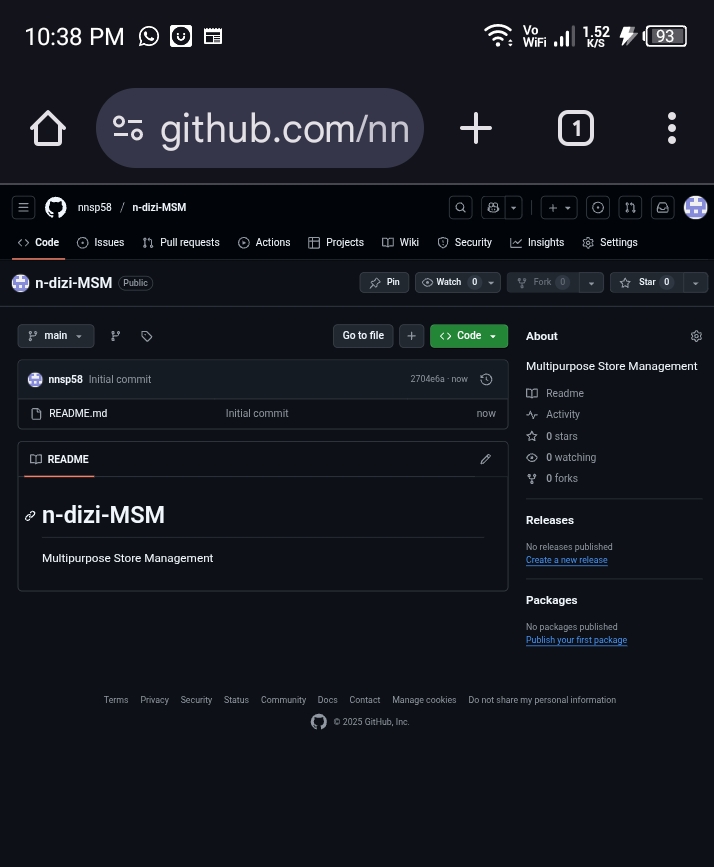 10:38 PM
Vo WiFi 1.52 K/S 93
github.com/nn
1
nnsp58 / n-dizi-MSM
Code Issues Pull requests Actions Projects Wiki Security Insights Settings
n-dizi-MSM Public Pin Watch 0 Fork 0 Star 0
main Go to file Code
nnsp58 Initial commit 2704e6a · now
README.md Initial commit now
README
n-dizi-MSM
Multipurpose Store Management
About
Multipurpose Store Management
Readme
Activity
0 stars
0 watching
0 forks
Releases
No releases published
Create a new release
Packages
No packages published
Publish your first package
Terms Privacy Security Status Community Docs Contact Manage cookies Do not share my personal information
© 2025 GitHub, Inc.